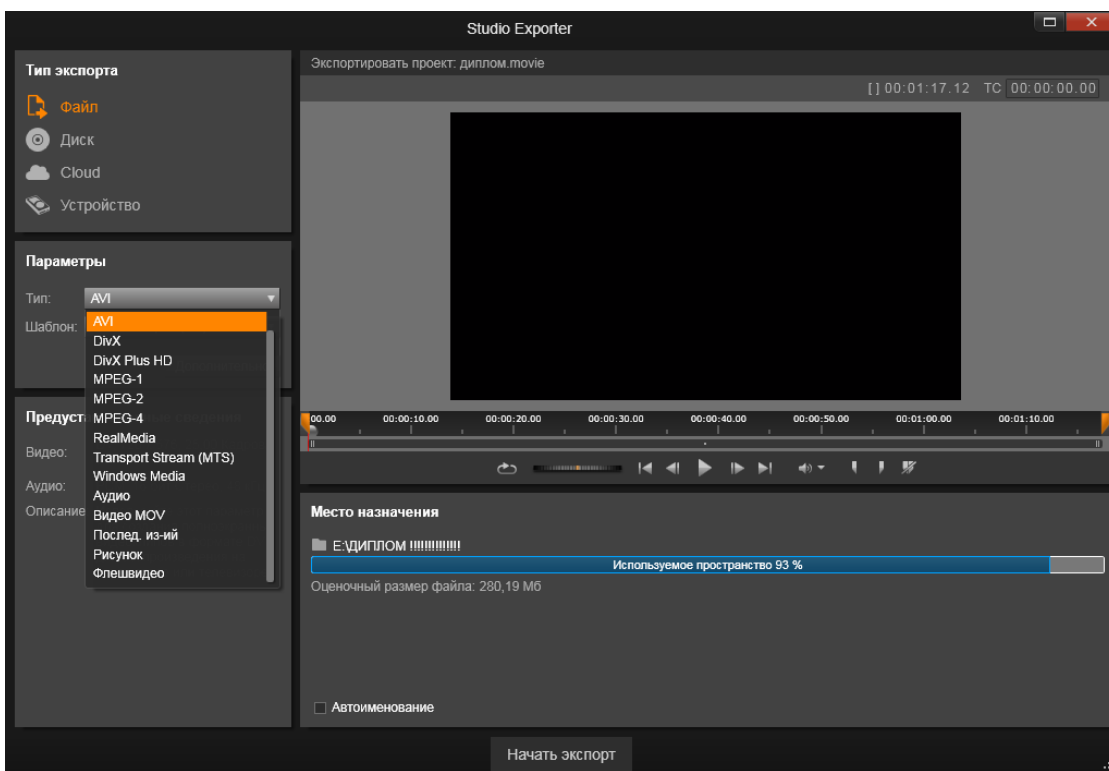 Studio Exporter
Тип экспорта
Файл
Диск
Cloud
Устройство
Параметры
Тип: AVI
Шаблон:
AVI
DivX
DivX Plus HD
MPEG-1
MPEG-2
MPEG-4
RealMedia
Transport Stream (MTS)
Windows Media
Аудио
Видео MOV
Послед. из-ий
Рисунок
Флешвидео
Предуст
Видео:
Аудио:
Описание
Экспортировать проект: диплом.movie
[ ] 00:01:17.12 TC 00:00:00.00
00.00 00:00:10.00 00:00:20.00 00:00:30.00 00:00:40.00 00:00:50.00 00:01:00.00 00:01:10.00
Место назначения
E:\ДИПЛОМ !!!!!!!!!!!!!!
Используемое пространство 93 %
Оценочный размер файла: 280,19 Мб
Автоименование
Начать экспорт